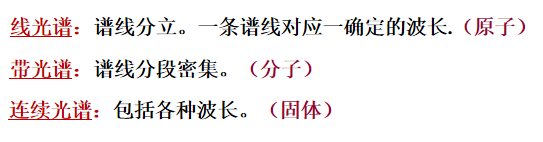 线光谱：谱线分立。一条谱线对应一确定的波长.（原子）
带光谱：谱线分段密集。（分子）
连续光谱：包括各种波长。（固体）